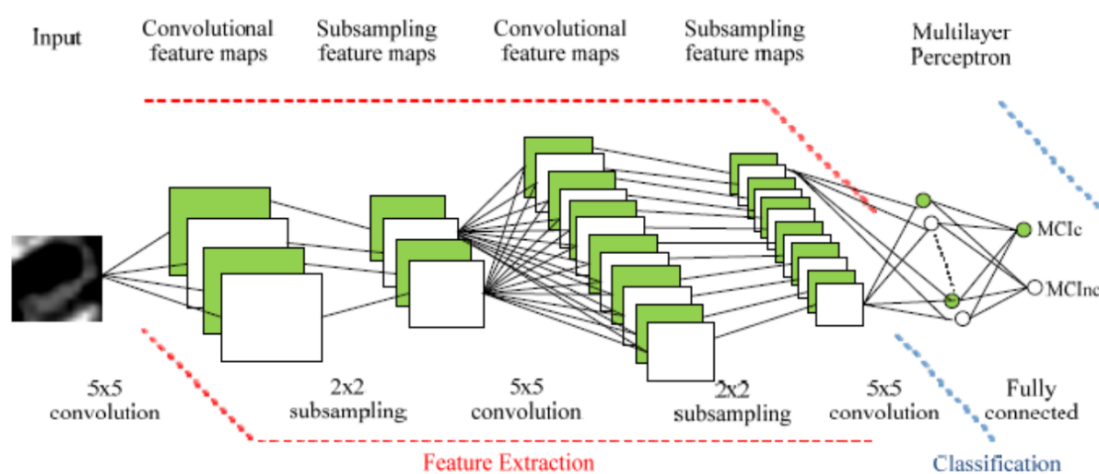 Input
Convolutional
feature maps
Subsampling
feature maps
Convolutional
feature maps
Subsampling
feature maps
Multilayer
Perceptron
MCIc
MCInc
5x5
convolution
2x2
subsampling
5x5
convolution
2x2
subsampling
5x5
convolution
Fully
connected
Feature Extraction
Classification